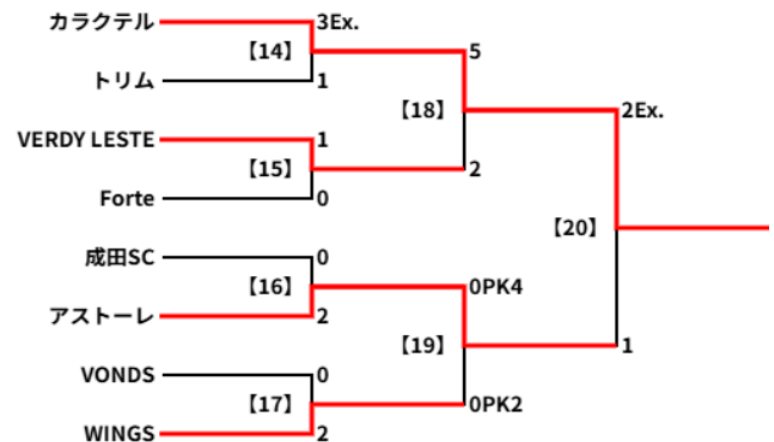 カラクテル 3Ex.
【14】 5
トリム 1
【18】 2Ex.
VERDY LESTE 1
【15】 2
Forte 0
【20】
成田SC 0
【16】 0PK4
アストーレ 2
【19】 1
VONDS 0
【17】 0PK2
WINGS 2